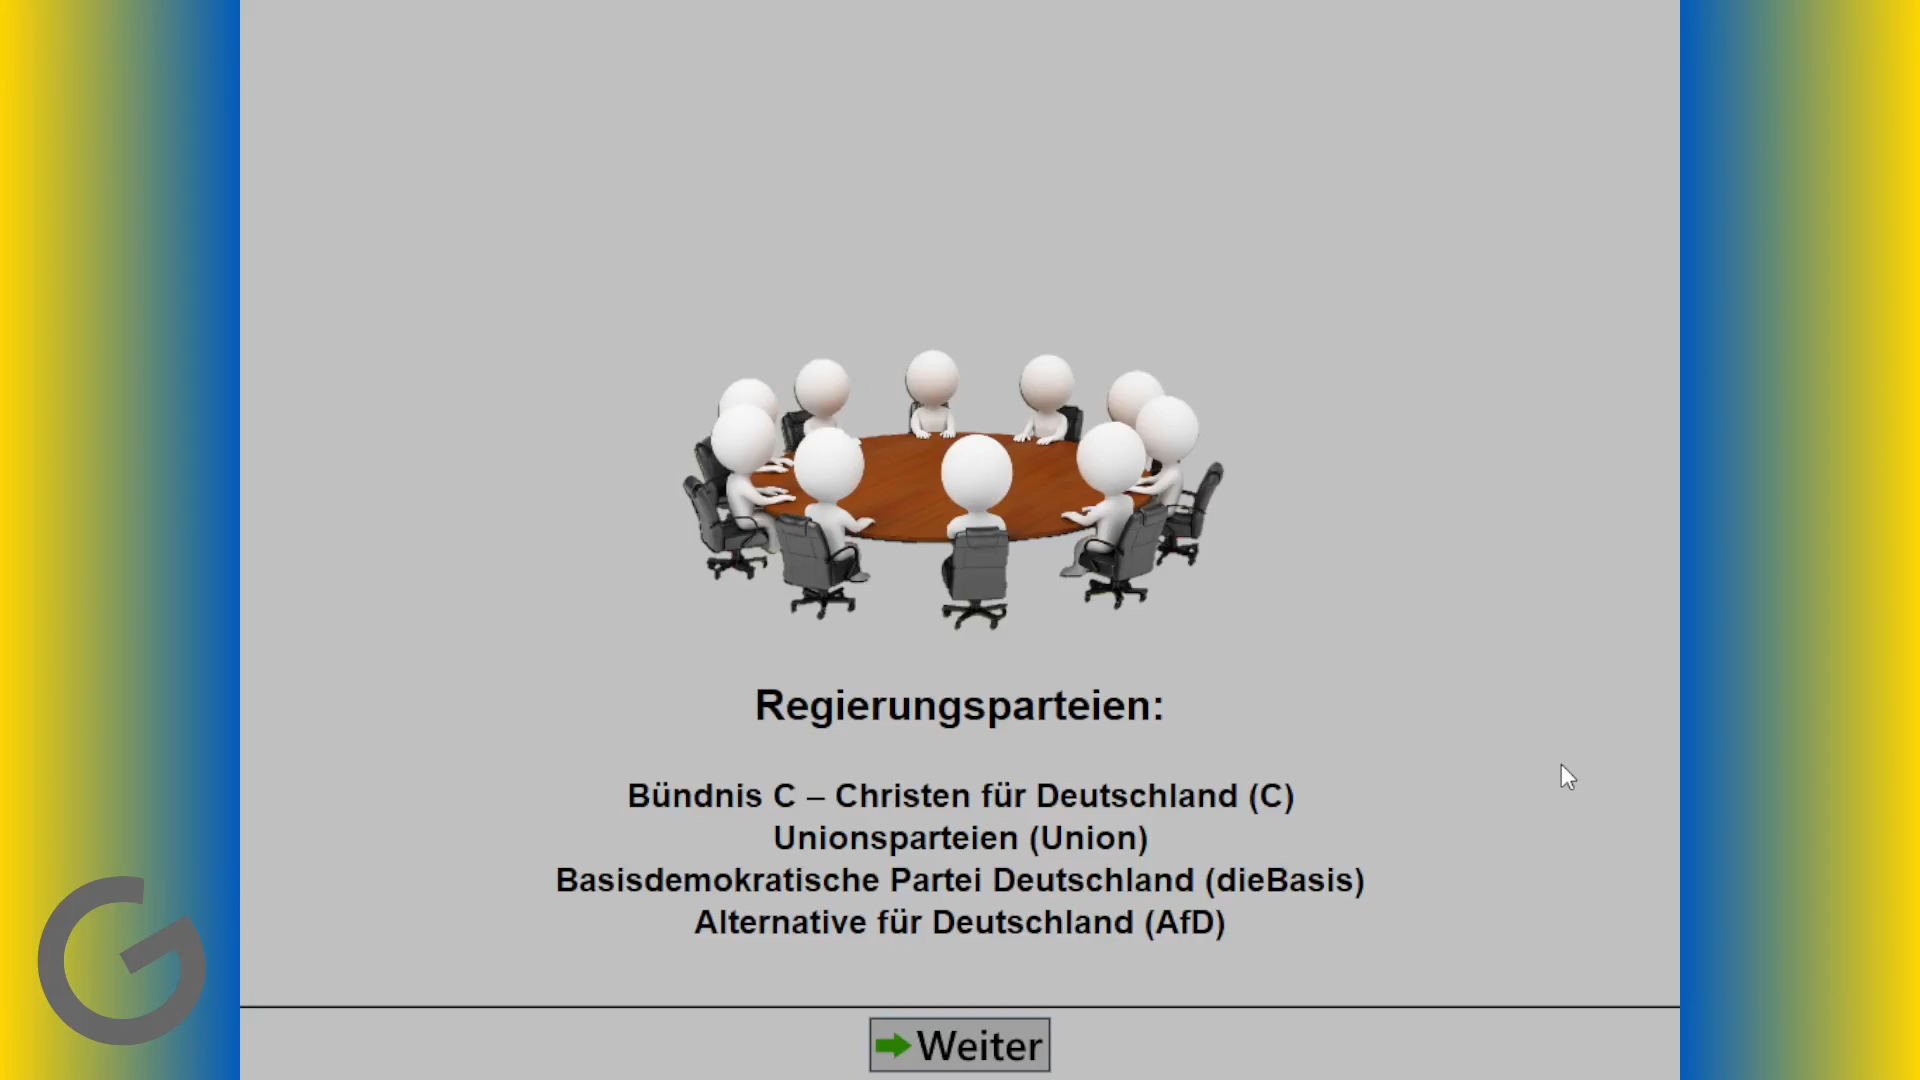 Regierungsparteien:
Bündnis C – Christen für Deutschland (C)
Unionsparteien (Union)
Basisdemokratische Partei Deutschland (dieBasis)
Alternative für Deutschland (AfD)
Weiter